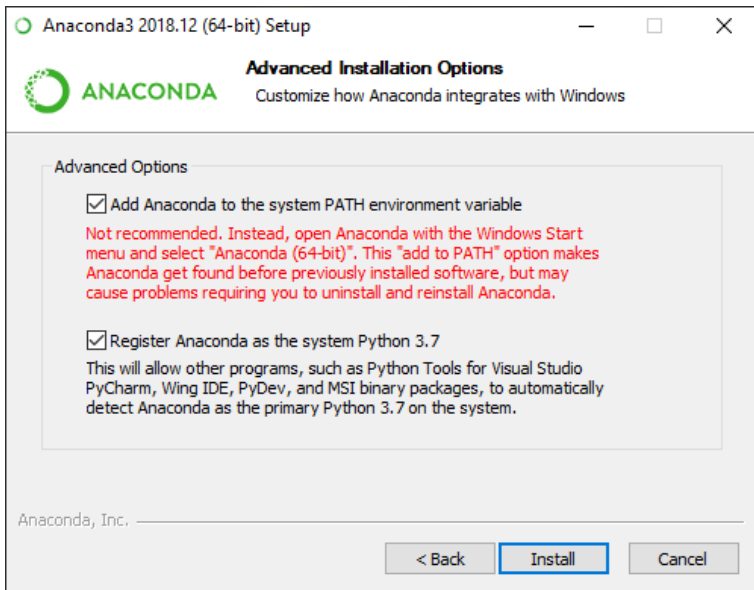 Anaconda3 2018.12 (64-bit) Setup
ANACONDA
Advanced Installation Options
Customize how Anaconda integrates with Windows
Advanced Options
Add Anaconda to the system PATH environment variable
Not recommended. Instead, open Anaconda with the Windows Start
menu and select "Anaconda (64-bit)". This "add to PATH" option makes
Anaconda get found before previously installed software, but may
cause problems requiring you to uninstall and reinstall Anaconda.
Register Anaconda as the system Python 3.7
This will allow other programs, such as Python Tools for Visual Studio
PyCharm, Wing IDE, PyDev, and MSI binary packages, to automatically
detect Anaconda as the primary Python 3.7 on the system.
Anaconda, Inc.
< Back
Install
Cancel